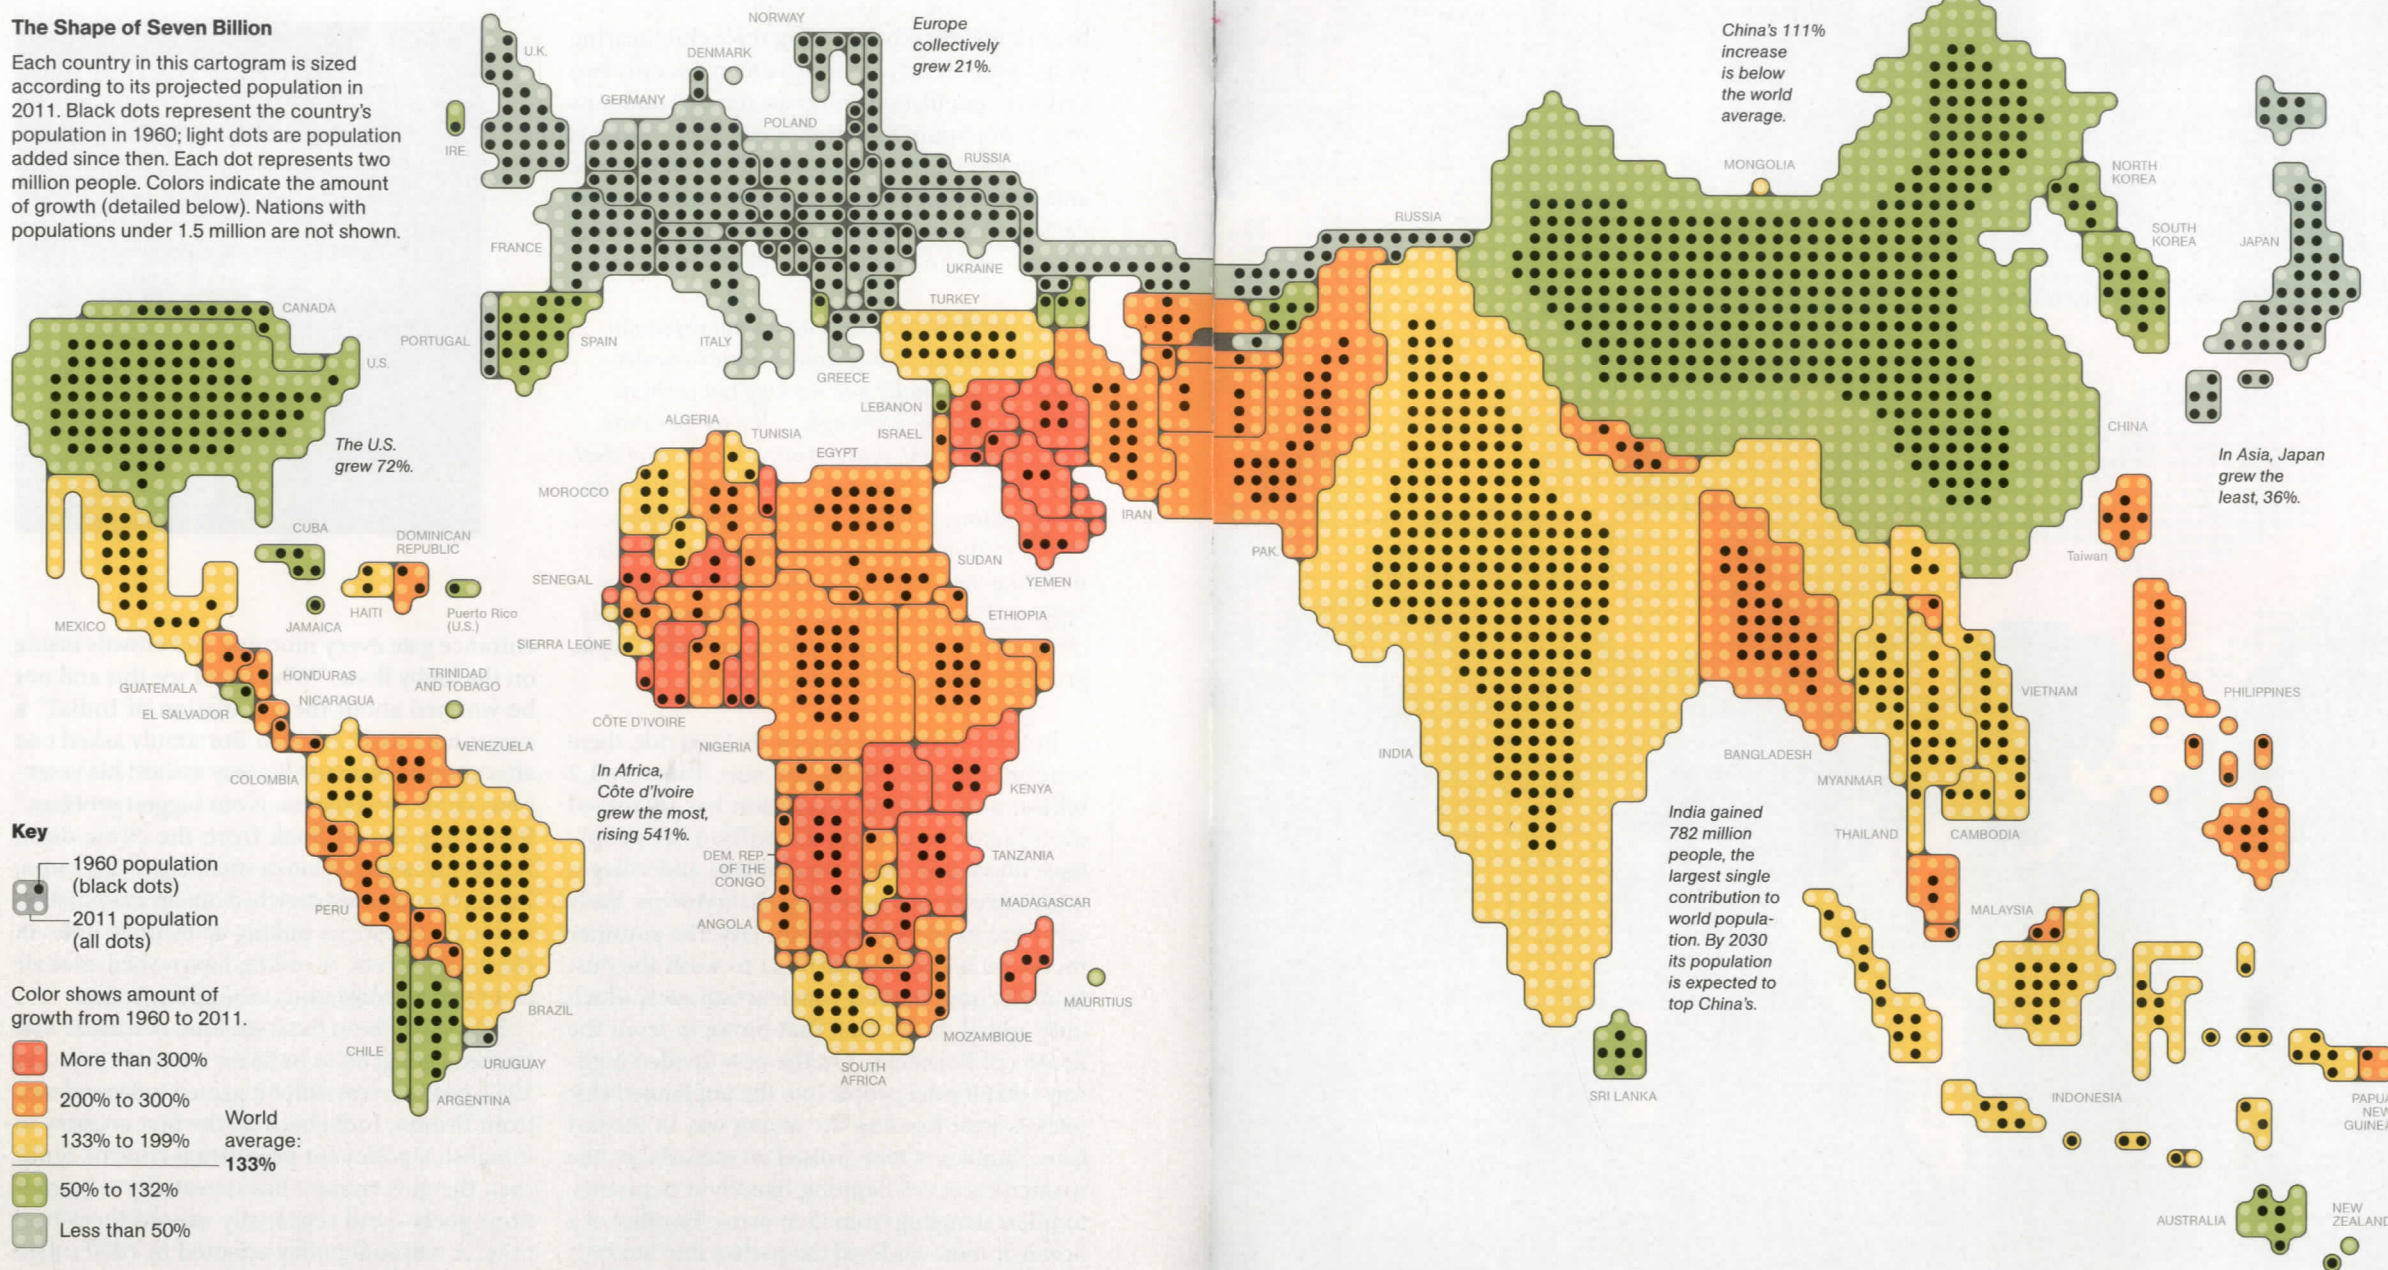 The Shape of Seven Billion
Each country in this cartogram is sized
according to its projected population in
2011. Black dots represent the country's
population in 1960; light dots are population
added since then. Each dot represents two
million people. Colors indicate the amount
of growth (detailed below). Nations with
populations under 1.5 million are not shown.
NORWAY
U.K.
DENMARK
GERMANY
POLAND
IRE.
RUSSIA
FRANCE
UKRAINE
TURKEY
PORTUGAL
SPAIN
ITALY
GREECE
Europe
collectively
grew 21%.
CANADA
U.S.
The U.S.
grew 72%.
CUBA
DOMINICAN
REPUBLIC
MEXICO
JAMAICA
HAITI
Puerto Rico
(U.S.)
GUATEMALA
HONDURAS
EL SALVADOR
NICARAGUA
TRINIDAD
AND TOBAGO
VENEZUELA
COLOMBIA
PERU
BRAZIL
CHILE
URUGUAY
ARGENTINA
LEBANON
ISRAEL
ALGERIA
TUNISIA
EGYPT
MOROCCO
IRAN
SUDAN
YEMEN
SENEGAL
ETHIOPIA
SIERRA LEONE
CÔTE D'IVOIRE
NIGERIA
In Africa,
Côte d'Ivoire
grew the most,
rising 541%.
KENYA
DEM. REP.
OF THE
CONGO
TANZANIA
ANGOLA
MADAGASCAR
MAURITIUS
MOZAMBIQUE
SOUTH
AFRICA
Key
1960 population
(black dots)
2011 population
(all dots)
Color shows amount of
growth from 1960 to 2011.
More than 300%
200% to 300%
133% to 199%
World
average:
133%
50% to 132%
Less than 50%
China's 111%
increase
is below
the world
average.
MONGOLIA
RUSSIA
NORTH
KOREA
SOUTH
KOREA
JAPAN
CHINA
In Asia, Japan
grew the
least, 36%.
PAK.
Taiwan
INDIA
BANGLADESH
MYANMAR
VIETNAM
PHILIPPINES
THAILAND
CAMBODIA
India gained
782 million
people, the
largest single
contribution to
world popula-
tion. By 2030
its population
is expected to
top China's.
MALAYSIA
SRI LANKA
INDONESIA
PAPUA
NEW
GUINEA
AUSTRALIA
NEW
ZEALAND